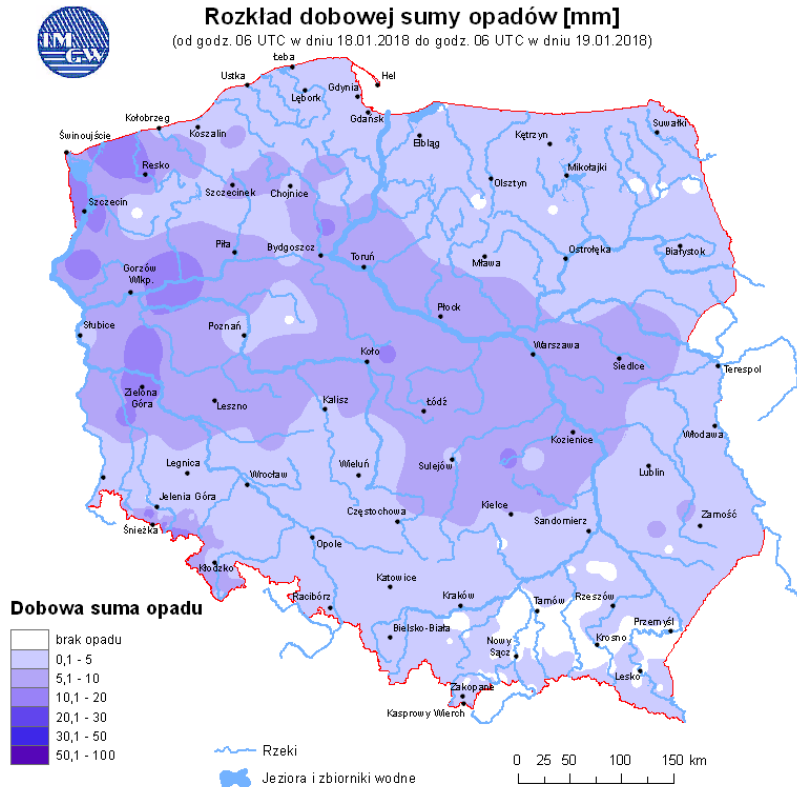 IM
GW
Rozkład dobowej sumy opadów [mm]
(od godz. 06 UTC w dniu 18.01.2018 do godz. 06 UTC w dniu 19.01.2018)
Łeba
Ustka
Hel
Lębork
Gdynia
Gdańsk
Kołobrzeg
Koszalin
Świnoujście
Elbląg
Kętrzyn
Suwałki
Resko
Mikołajki
Olsztyn
Szczecinek
Chojnice
Szczecin
Piła
Bydgoszcz
Toruń
Mława
Ostrołęka
Białystok
Gorzów
Wlkp.
Płock
Słubice
Poznań
Warszawa
Koło
Siedlce
Terespol
Zielona
Góra
Leszno
Kalisz
Łódź
Kozienice
Włodawa
Legnica
Wrocław
Wieluń
Sulejów
Lublin
Jelenia Góra
Częstochowa
Kielce
Sandomierz
Zamość
Śnieżka
Opole
Kłodzko
Katowice
Racibórz
Kraków
Tarnów
Rzeszów
Bielsko-Biała
Przemyśl
Nowy
Sącz
Krosno
Lesko
Zakopane
Kasprowy Wierch
Dobowa suma opadu
brak opadu
0,1 - 5
5,1 - 10
10,1 - 20
20,1 - 30
30,1 - 50
50,1 - 100
Rzeki
Jeziora i zbiorniki wodne
0 25 50 100 150 km